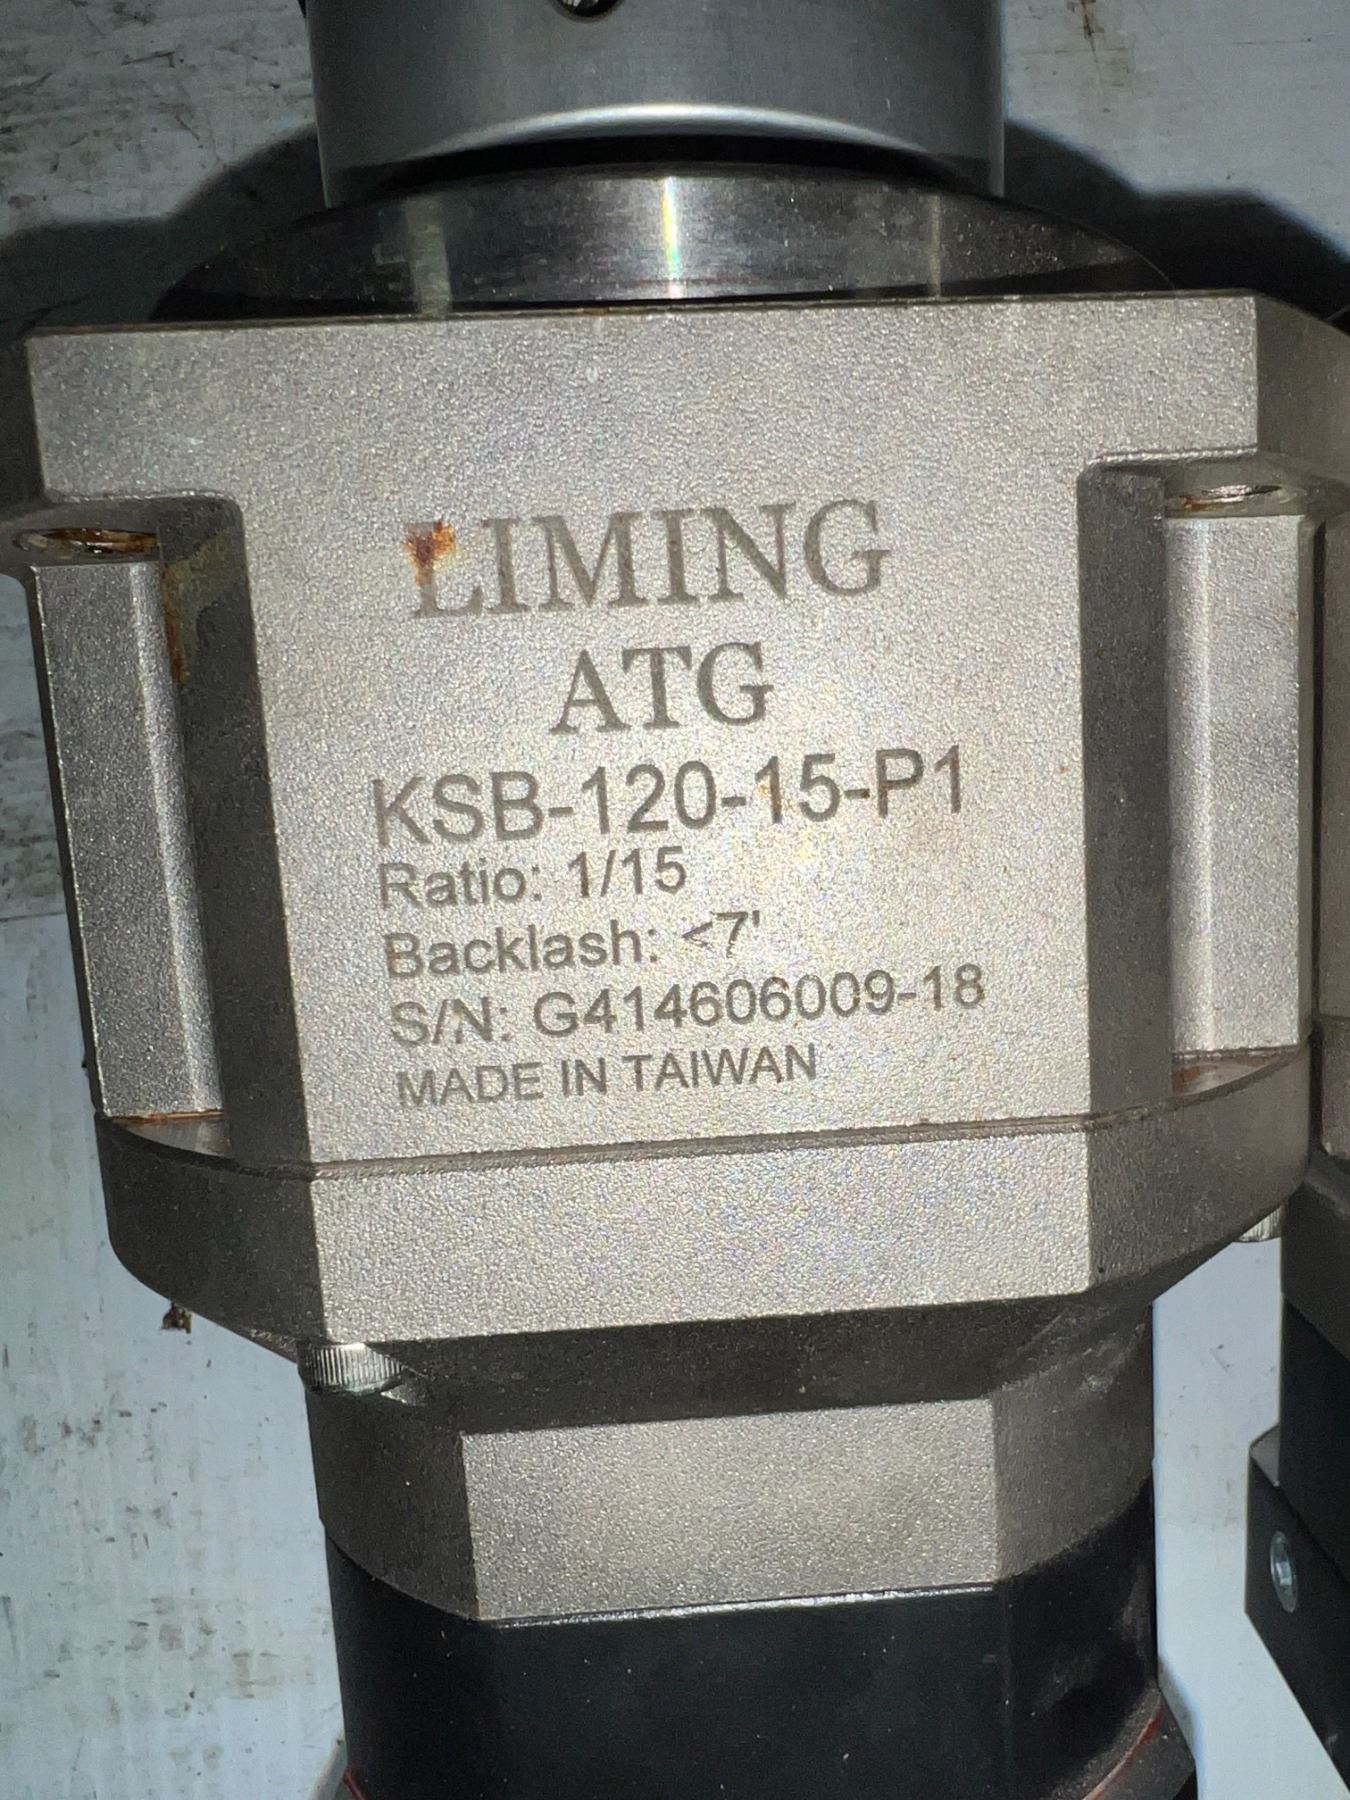 LIMING
ATG
KSB-120-15-P1
Ratio: 1/15
Backlash: <7'
S/N: G414606009-18
MADE IN TAIWAN